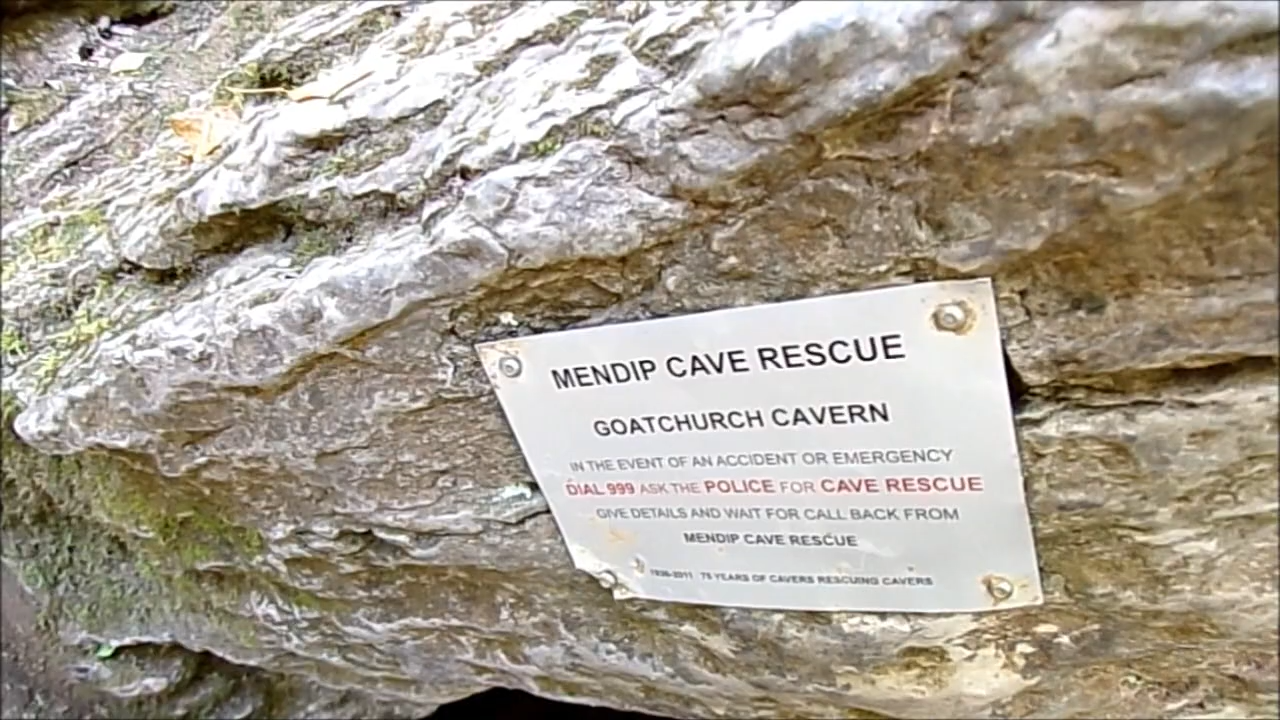 MENDIP CAVE RESCUE
GOATCHURCH CAVERN
IN THE EVENT OF AN ACCIDENT OR EMERGENCY
DIAL 999 ASK THE POLICE FOR CAVE RESCUE
GIVE DETAILS AND WAIT FOR CALL BACK FROM
MENDIP CAVE RESCUE
1936-2011 75 YEARS OF CAVERS RESCUING CAVERS